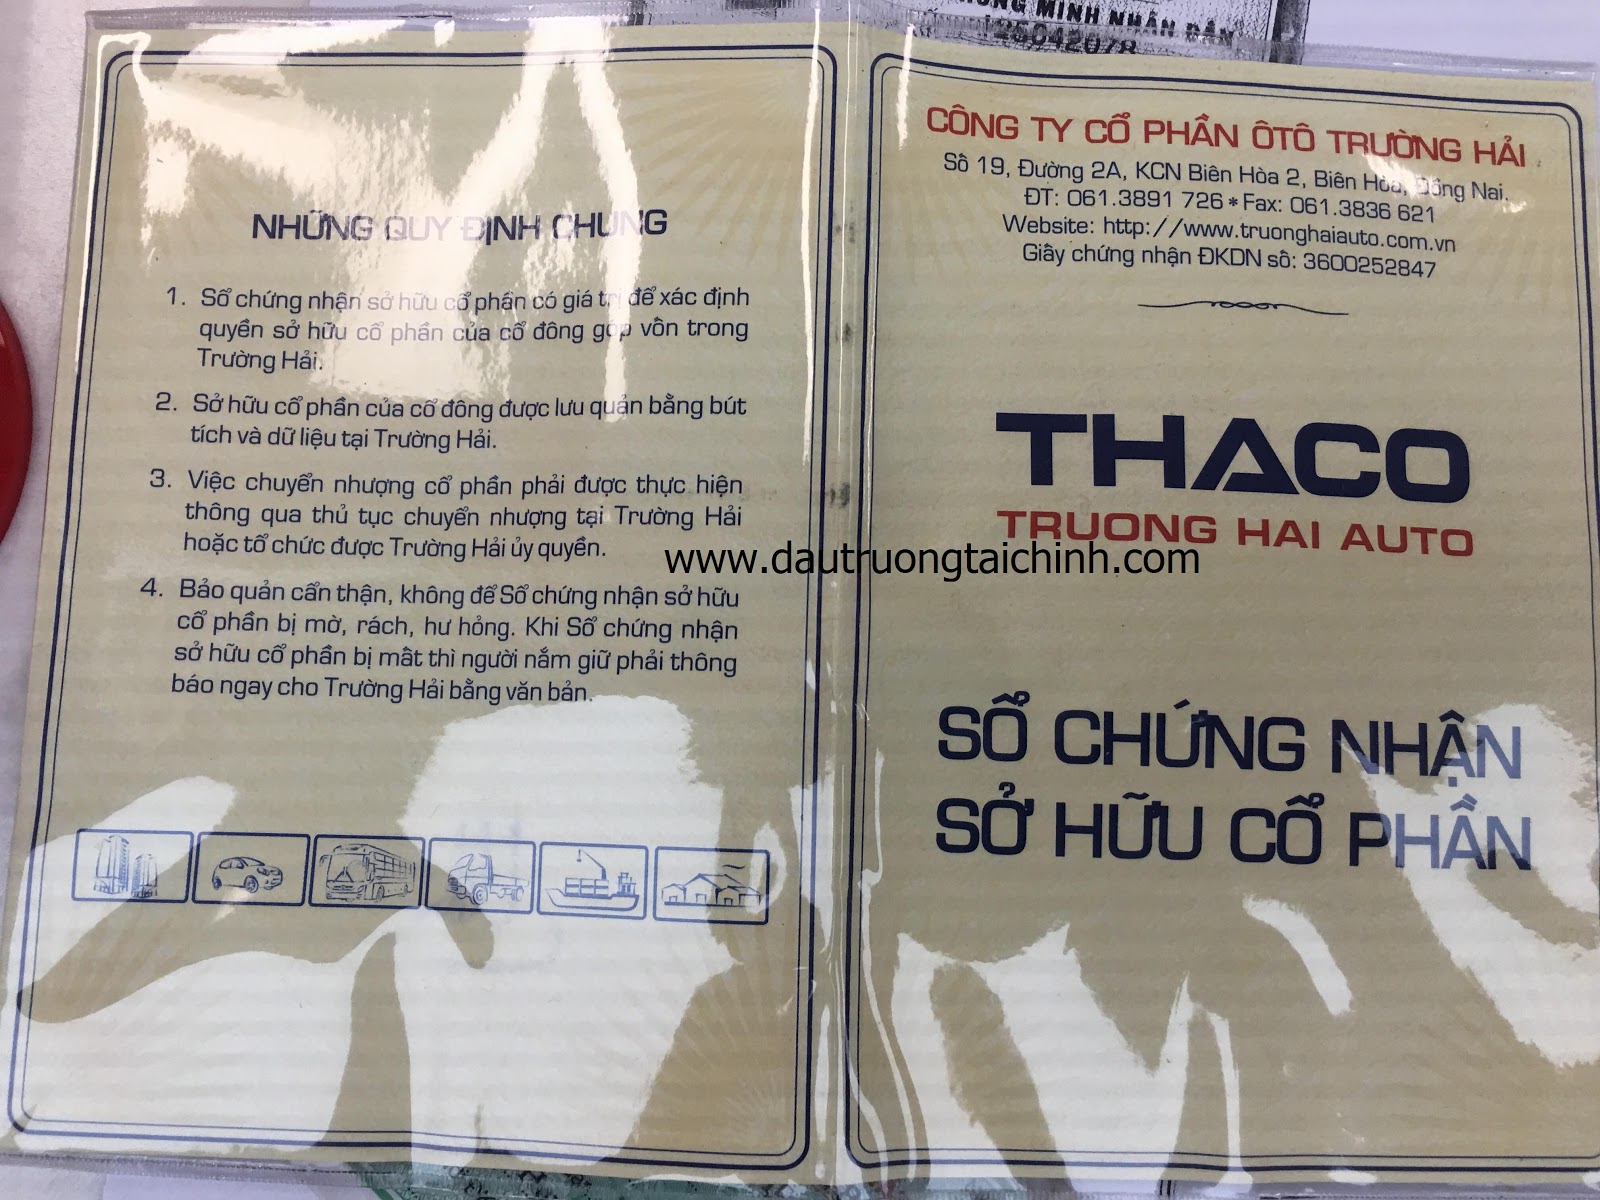 MINH NHÂN DÂN
NHỮNG QUY ĐỊNH CHUNG
1. Sổ chứng nhận sở hữu cổ phần có giá trị để xác định
quyền sở hữu cổ phần của cổ đông góp vốn trong
Trường Hải.
2. Sở hữu cổ phần của cổ đông được lưu quản bằng bút
tích và dữ liệu tại Trường Hải.
3. Việc chuyển nhượng cổ phần phải được thực hiện
thông qua thủ tục chuyển nhượng tại Trường Hải
hoặc tổ chức được Trường Hải ủy quyền.
4. Bảo quản cẩn thận, không để Sổ chứng nhận sở hữu
cổ phần bị mờ, rách, hư hỏng. Khi Sổ chứng nhận
sở hữu cổ phần bị mất thì người nắm giữ phải thông
báo ngay cho Trường Hải bằng văn bản.
CÔNG TY CỔ PHẦN ÔTÔ TRƯỜNG HẢI
Số 19, Đường 2A, KCN Biên Hòa 2, Biên Hòa, Đồng Nai.
ĐT: 061.3891 726 * Fax: 061.3836 621
Website: http://www.truonghaiauto.com.vn
Giấy chứng nhận ĐKDN số: 3600252847
THACO
TRUONG HAI AUTO
www.dautruongtaichinh.com
SỔ CHỨNG NHẬN
SỞ HỮU CỔ PHẦN